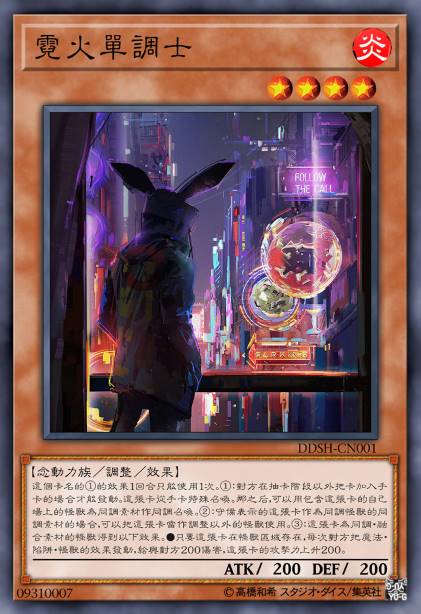 霓火單調士
炎
FOLLOW
THE CALL
DDSH-CN001
【念動力族／調整／效果】
這個卡名的①的效果1回合只能使用1次。①：對方在抽卡階段以外把卡加入手
卡的場合才能發動。這張卡從手卡特殊召喚。那之后，可以用包含這張卡的自己
場上的怪獸為同調素材作同調召喚。②：守備表示的這張卡作為同調怪獸的同
調素材的場合，可以把這張卡當作調整以外的怪獸使用。③：這張卡為同調·融
合素材的怪獸得到以下效果。●只要這張卡在怪獸區域存在，每次對方把魔法·
陷阱·怪獸的效果發動，給與對方200傷害，這張卡的攻擊力上升200。
ATK/ 200 DEF/ 200
09310007
©高橋和希 スタジオ·ダイス/集英社